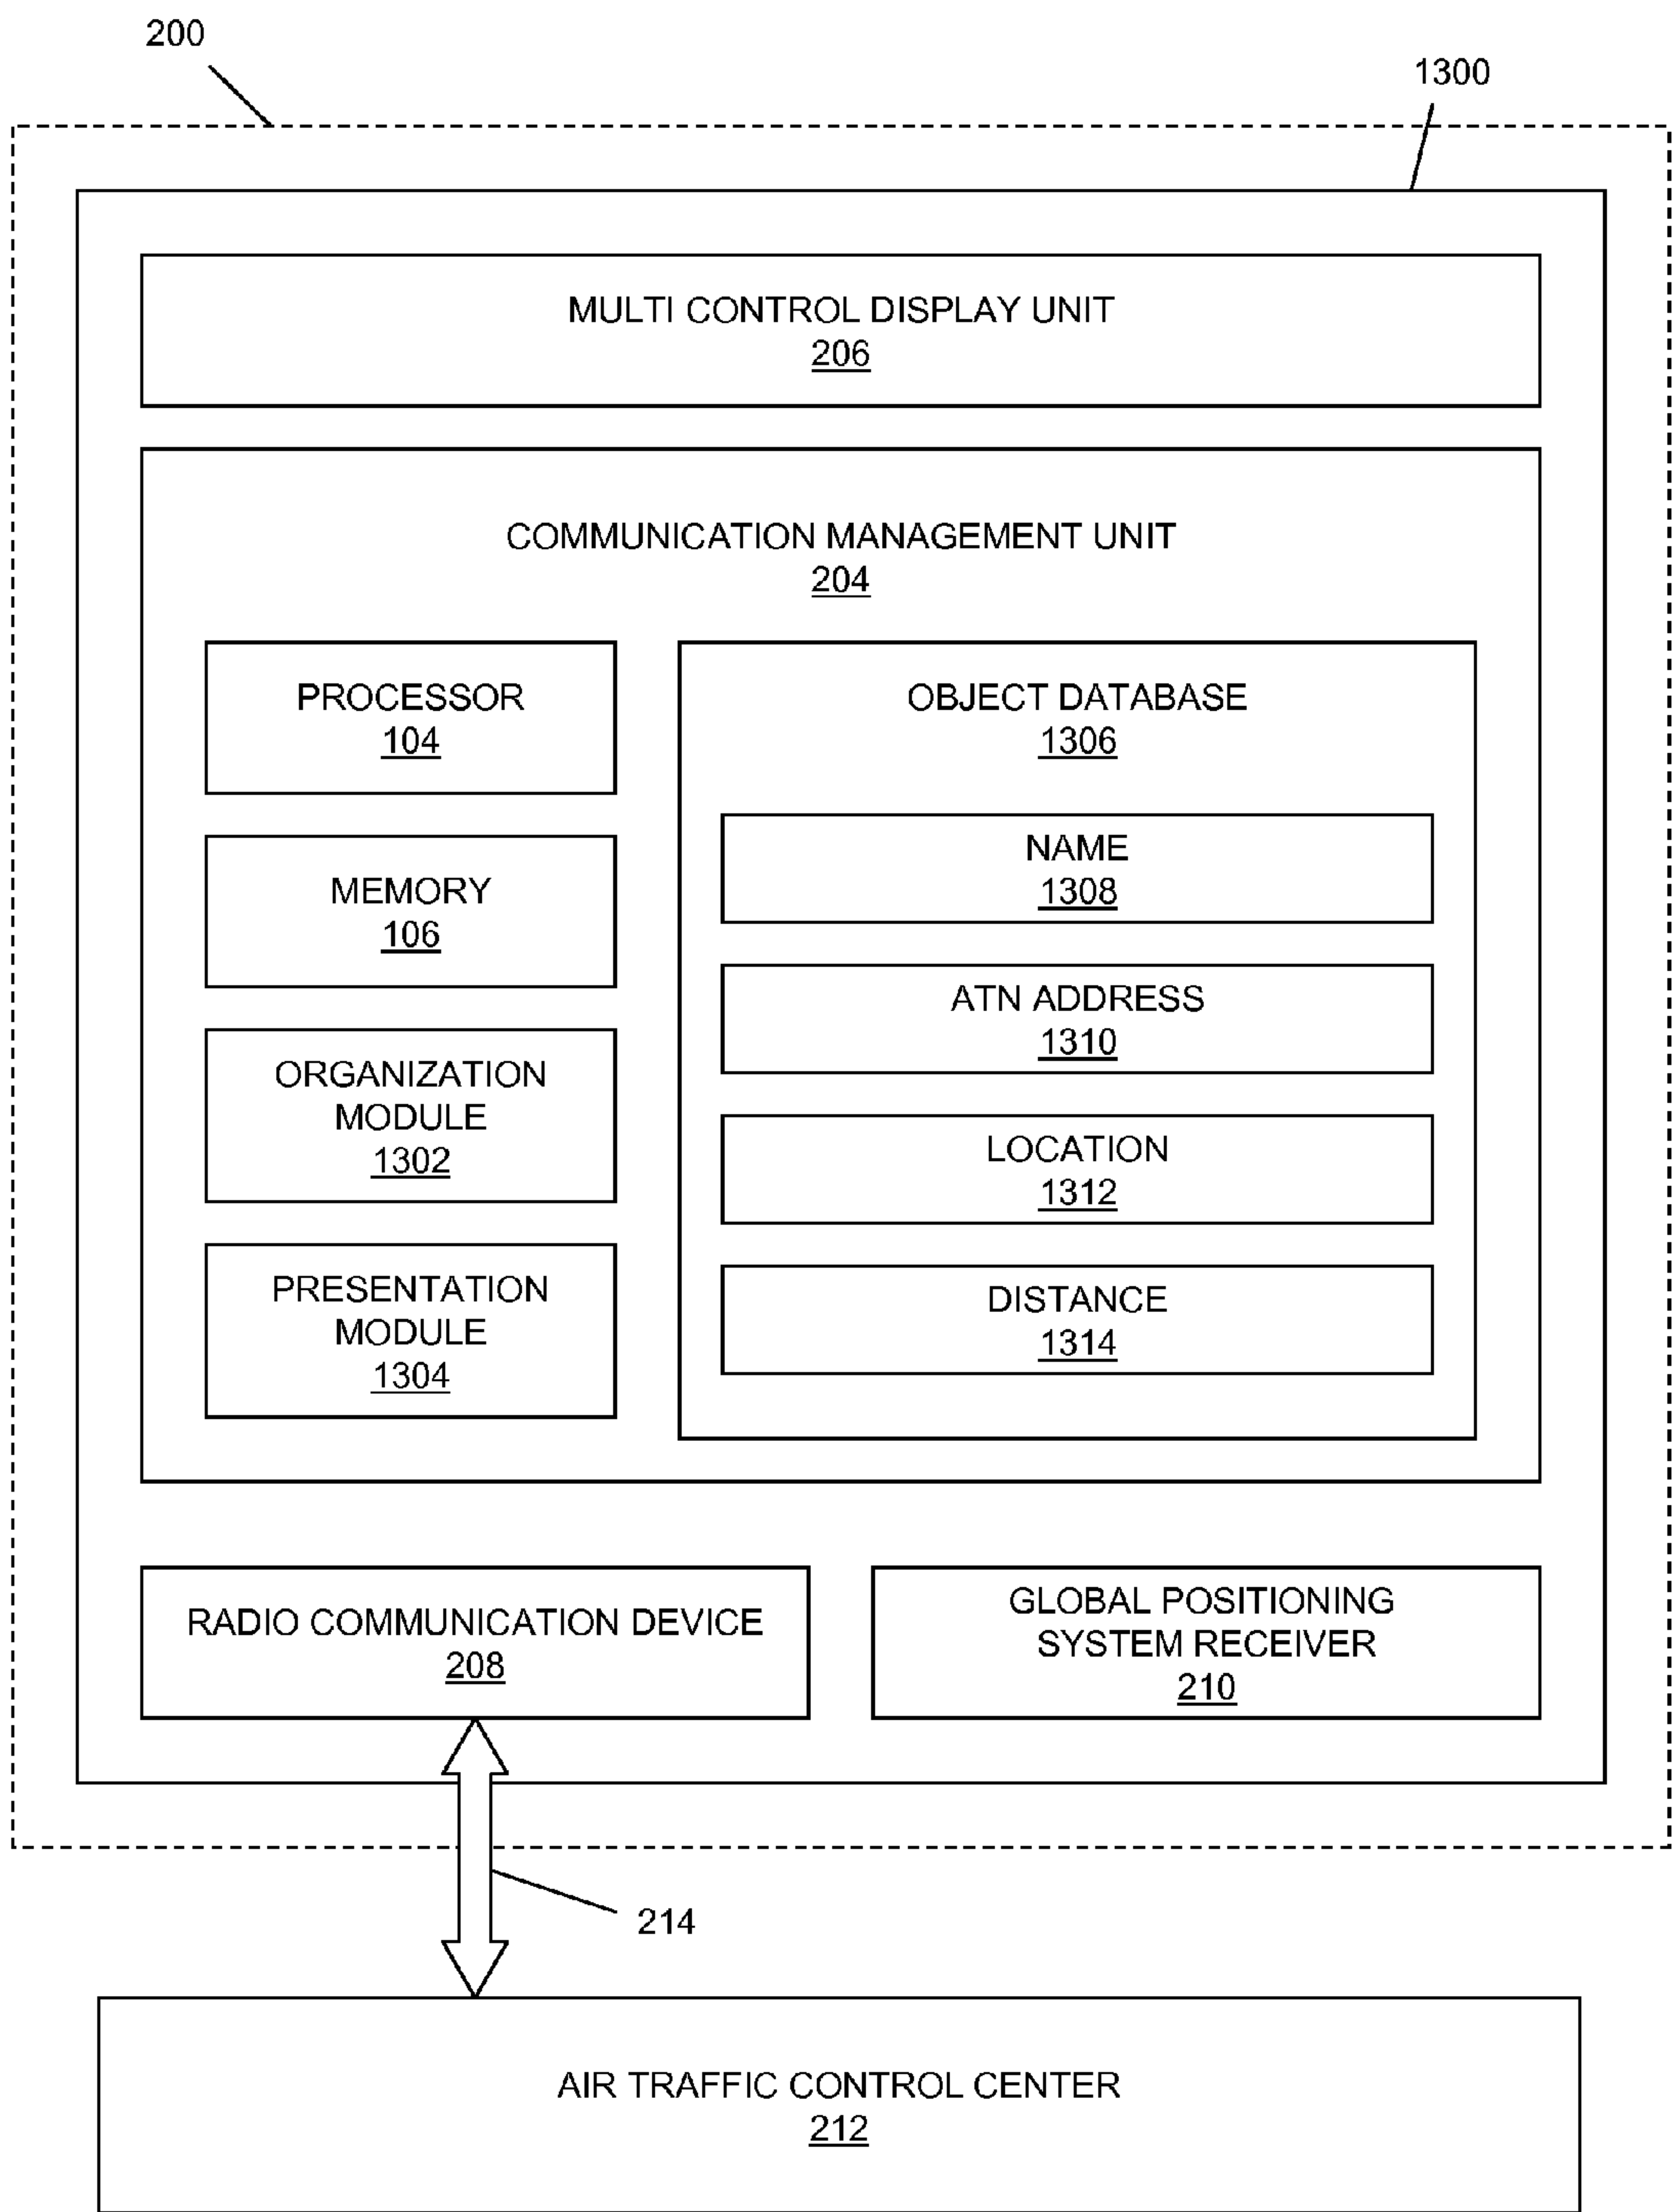 200
1300
MULTI CONTROL DISPLAY UNIT
206
COMMUNICATION MANAGEMENT UNIT
204
PROCESSOR
104
MEMORY
106
ORGANIZATION
MODULE
1302
PRESENTATION
MODULE
1304
OBJECT DATABASE
1306
NAME
1308
ATN ADDRESS
1310
LOCATION
1312
DISTANCE
1314
RADIO COMMUNICATION DEVICE
208
GLOBAL POSITIONING
SYSTEM RECEIVER
210
214
AIR TRAFFIC CONTROL CENTER
212